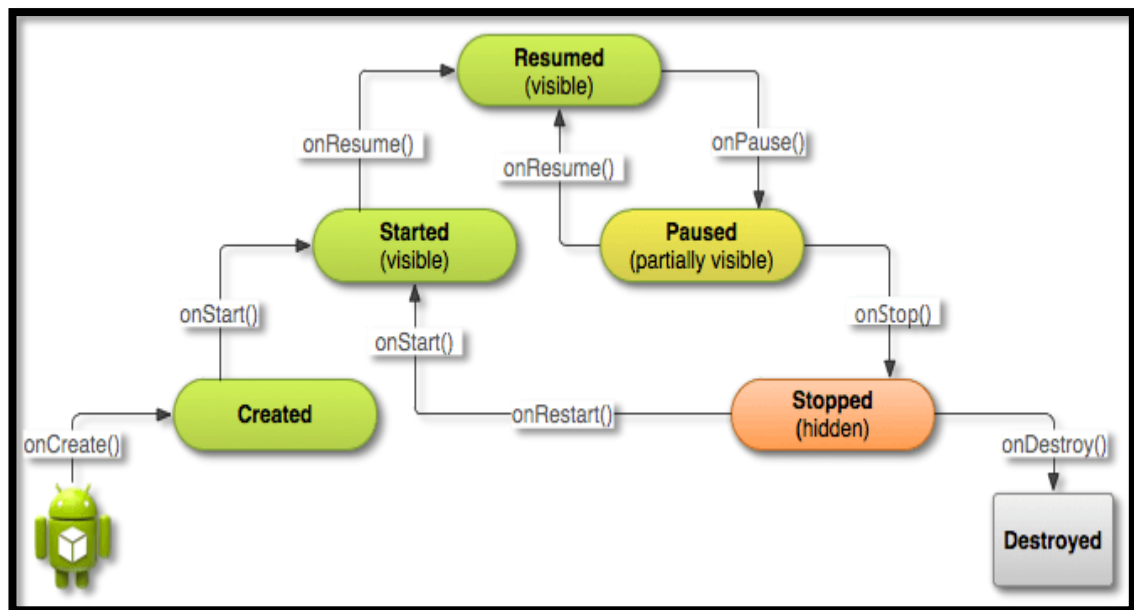 Resumed
(visible)
onResume()
onResume()
onPause()
Started
(visible)
Paused
(partially visible)
onStart()
onStart()
onStop()
Created
onRestart()
Stopped
(hidden)
onCreate()
onDestroy()
Destroyed